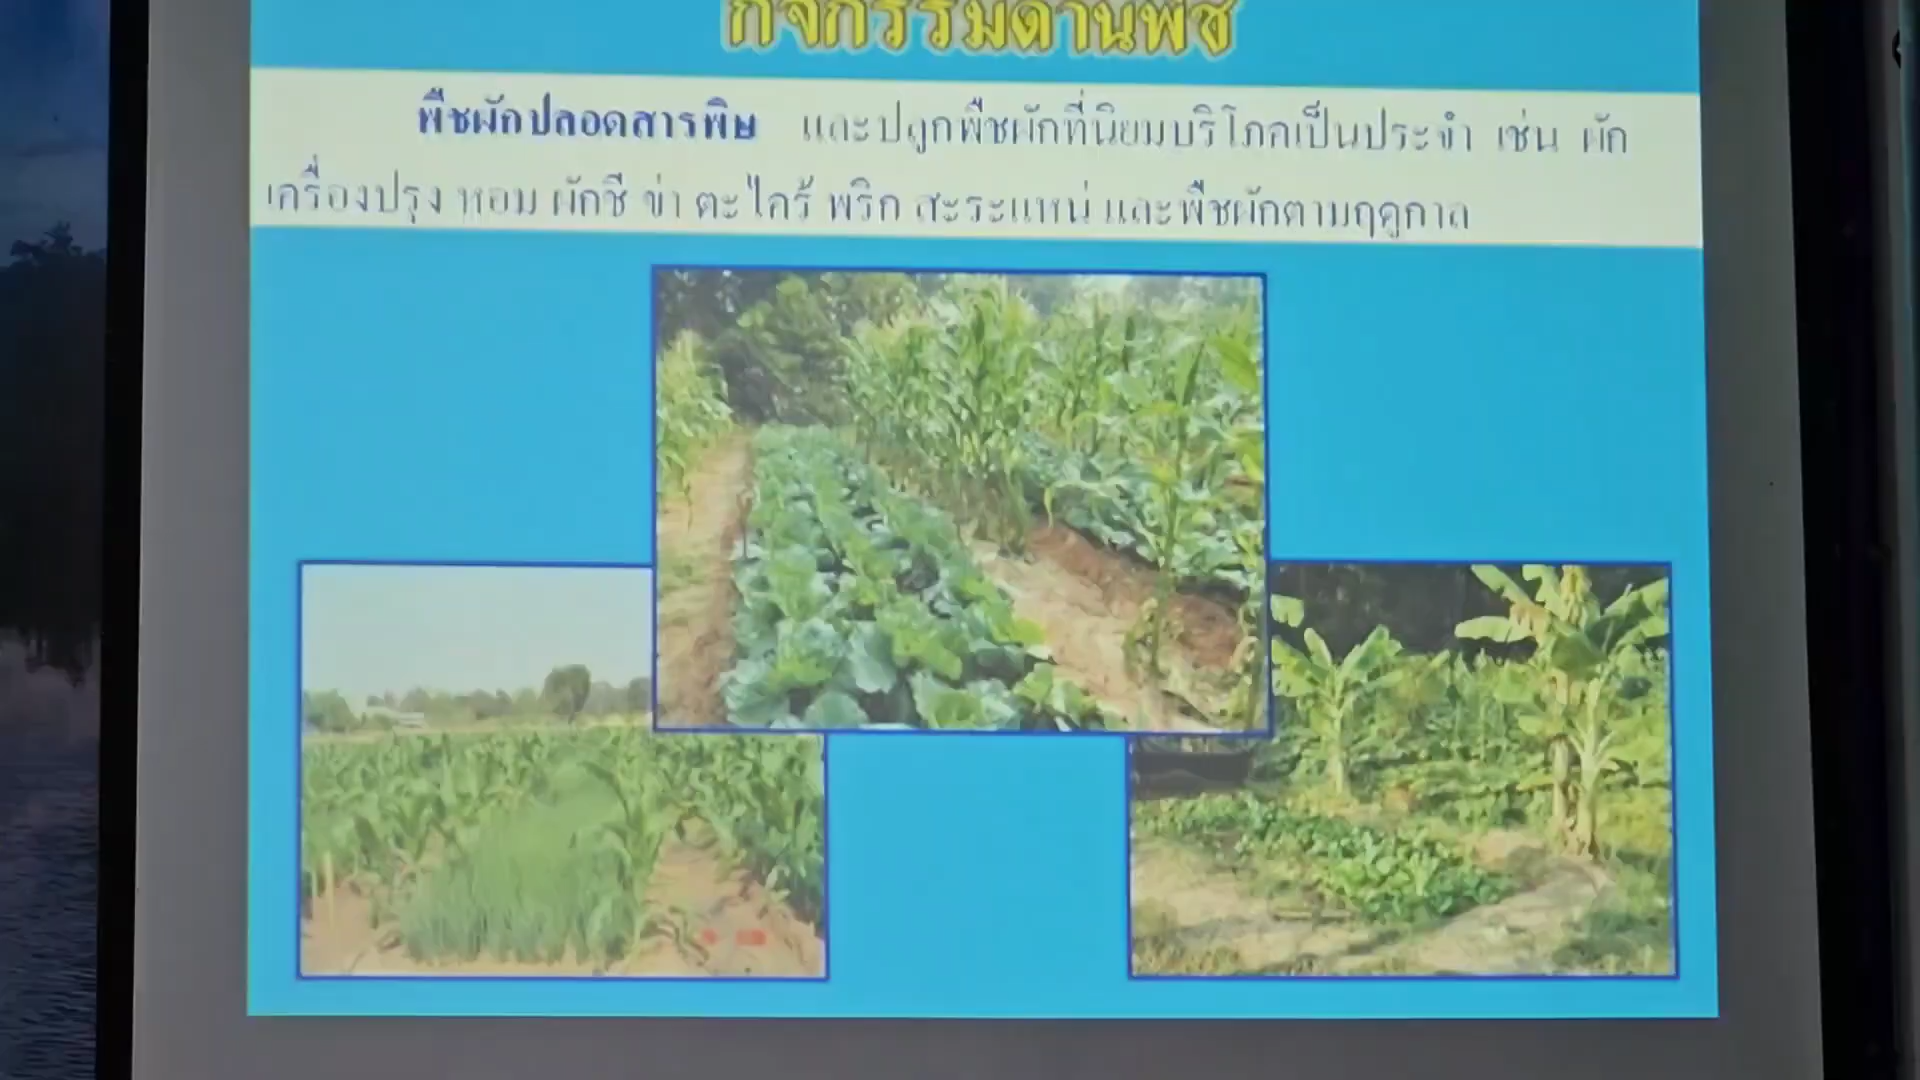 กิจกรรมด้านพืช
พืชผักปลอดสารพิษ และปลูกพืชผักที่นิยมบริโภคเป็นประจำ เช่น ผัก
เครื่องปรุง หอม ผักชี ข่า ตะไคร้ พริก สะระแหน่ และพืชผักตามฤดูกาล